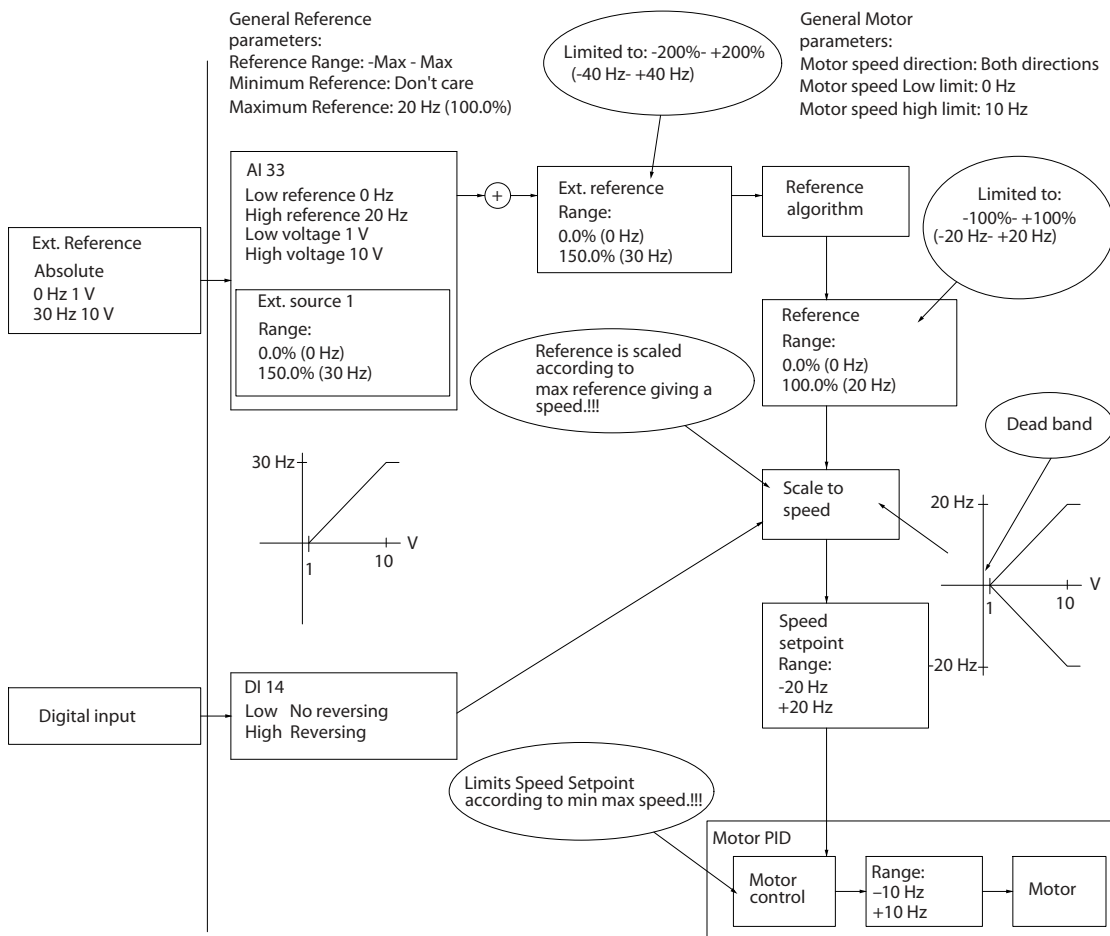 General Reference
parameters:
Reference Range: -Max - Max
Minimum Reference: Don't care
Maximum Reference: 20 Hz (100.0%)
Limited to: -200%- +200%
(-40 Hz- +40 Hz)
General Motor
parameters:
Motor speed direction: Both directions
Motor speed Low limit: 0 Hz
Motor speed high limit: 10 Hz
Ext. Reference
Absolute
0 Hz 1 V
30 Hz 10 V
AI 33
Low reference 0 Hz
High reference 20 Hz
Low voltage 1 V
High voltage 10 V
Ext. source 1
Range:
0.0% (0 Hz)
150.0% (30 Hz)
+
Ext. reference
Range:
0.0% (0 Hz)
150.0% (30 Hz)
Reference
algorithm
Limited to:
-100%- +100%
(-20 Hz- +20 Hz)
Reference
Range:
0.0% (0 Hz)
100.0% (20 Hz)
Reference is scaled
according to
max reference giving a
speed.!!!
Dead band
30 Hz
1
10
V
Scale to
speed
20 Hz
1
10
V
-20 Hz
Speed
setpoint
Range:
-20 Hz
+20 Hz
Digital input
DI 14
Low No reversing
High Reversing
Limits Speed Setpoint
according to min max speed.!!!
Motor PID
Motor
control
Range:
–10 Hz
+10 Hz
Motor